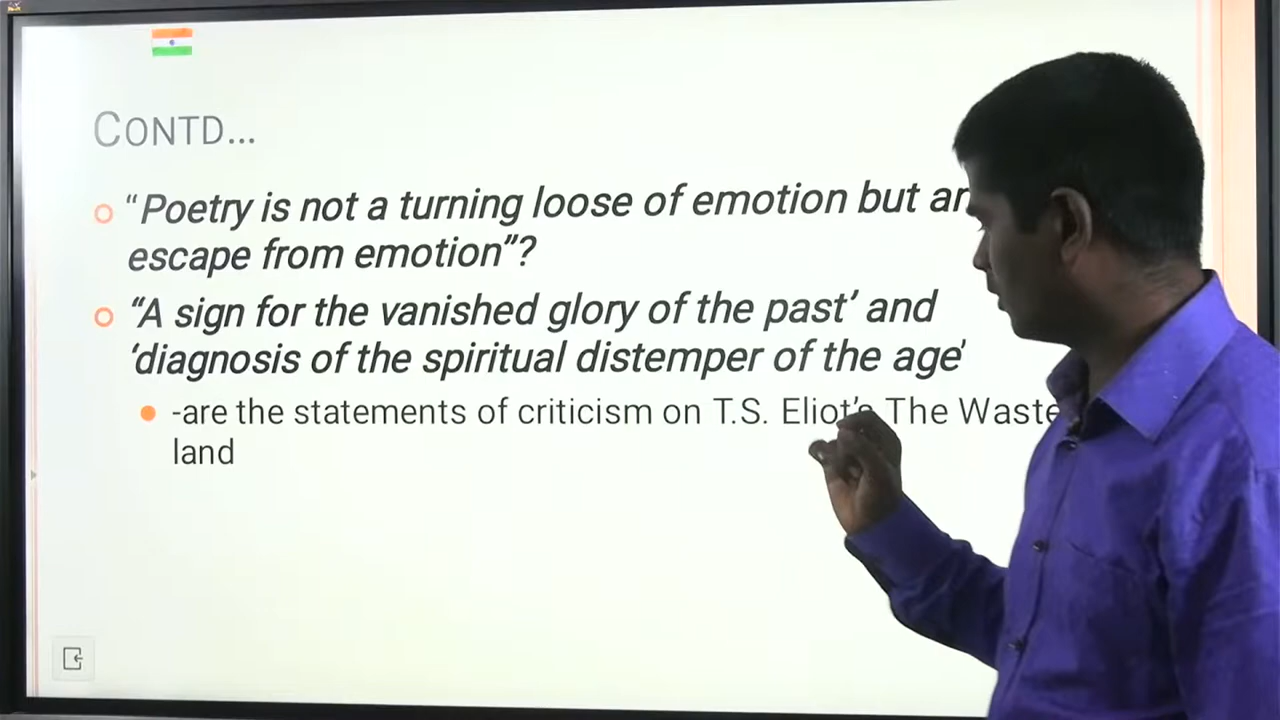 CONTD...
“Poetry is not a turning loose of emotion but an
escape from emotion”?
“A sign for the vanished glory of the past’ and
‘diagnosis of the spiritual distemper of the age’
-are the statements of criticism on T.S. Eliot’s The Waste
land